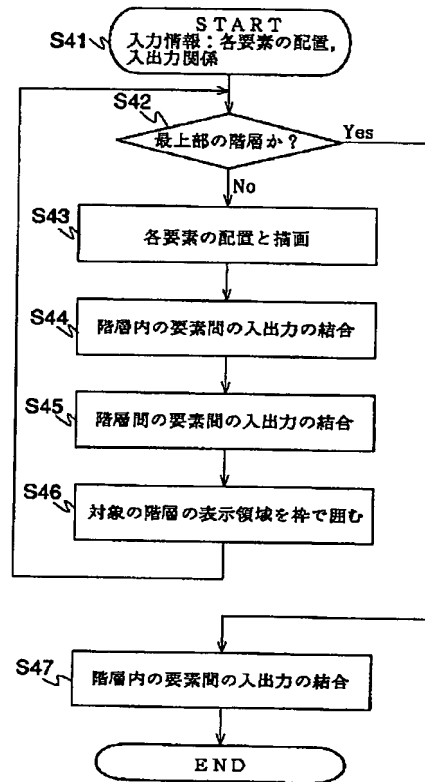 S41
START
入力情報：各要素の配置，
入出力関係
S42
最上部の階層か？
Yes
No
S43
各要素の配置と描画
S44
階層内の要素間の入出力の結合
S45
階層間の要素間の入出力の結合
S46
対象の階層の表示領域を枠で囲む
S47
階層内の要素間の入出力の結合
END